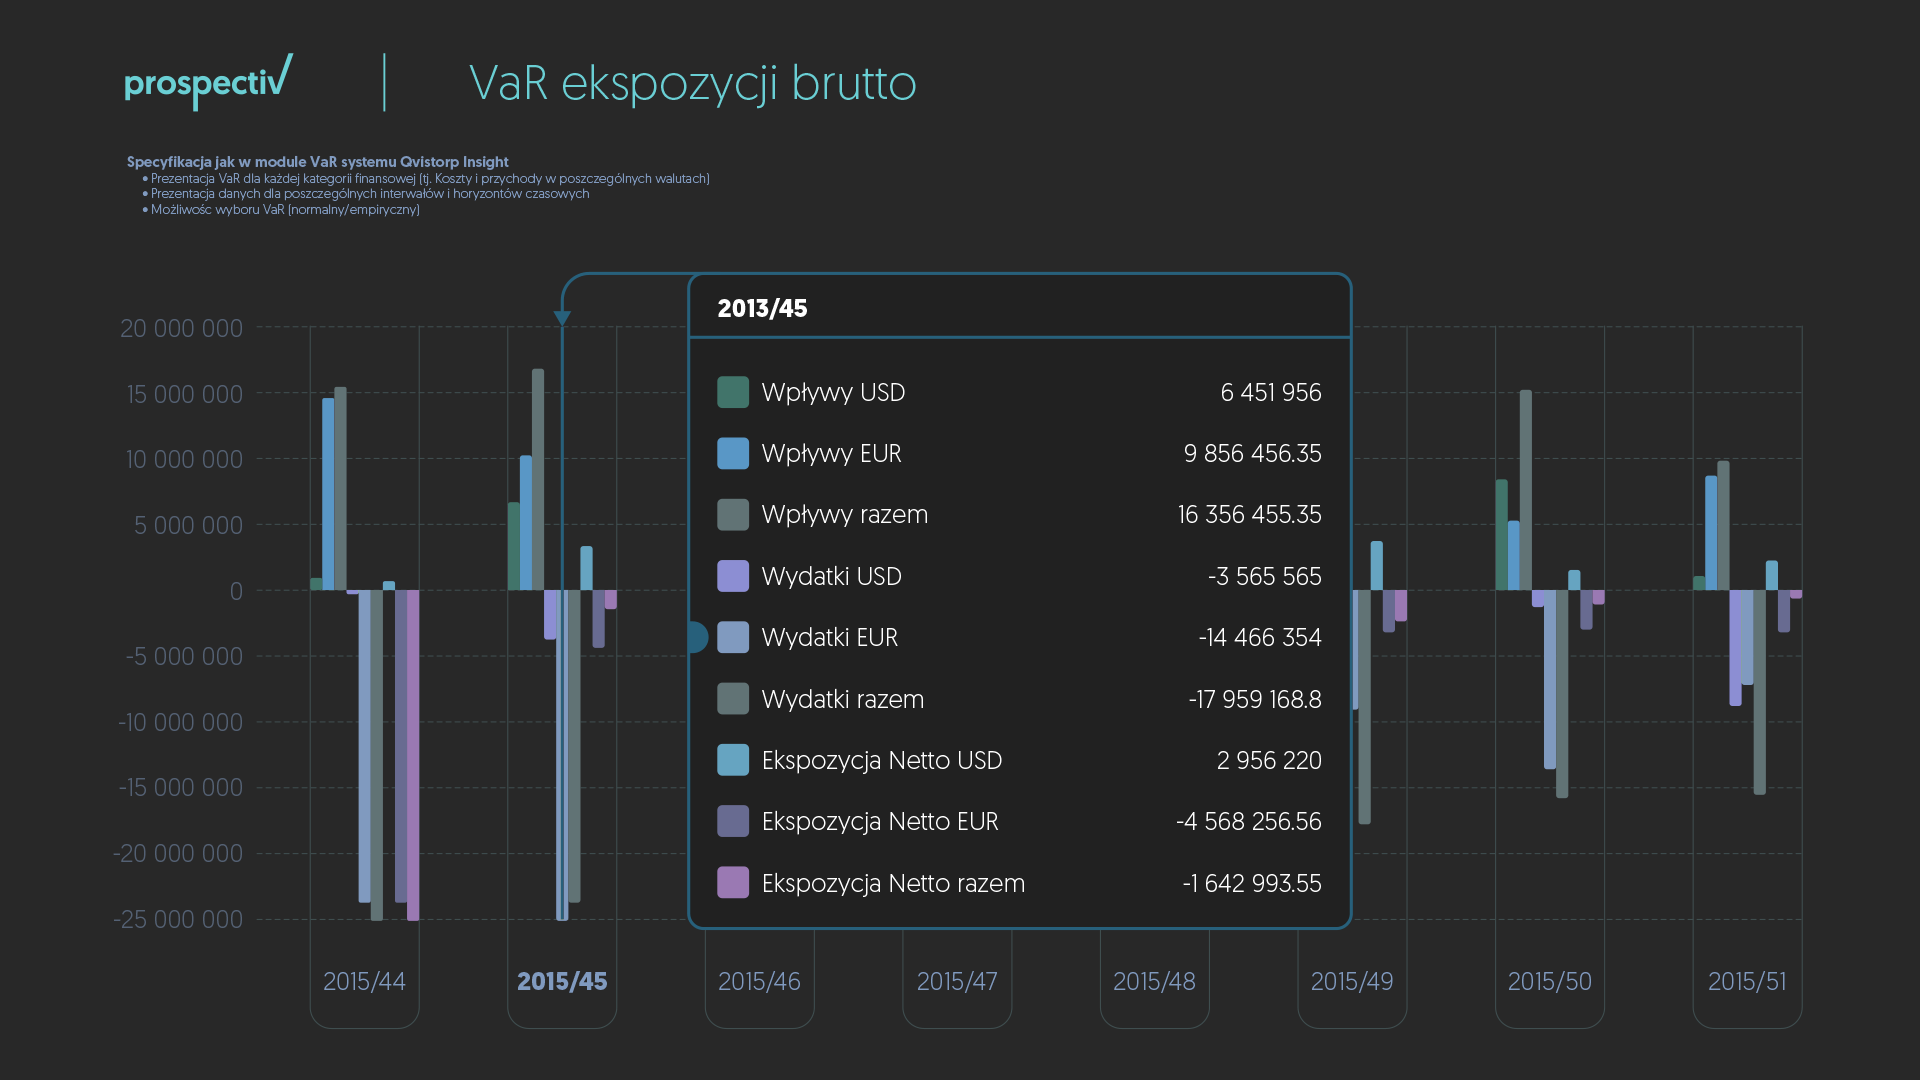 prospectiv
VaR ekspozycji brutto
Specyfikacja jak w module VaR systemu Qvistorp Insight
• Prezentacja VaR dla każdej kategorii finansowej (tj. Koszty i przychody w poszczególnych walutach)
• Prezentacja danych dla poszczególnych interwałów i horyzontów czasowych
• Możliwośc wyboru VaR (normalny/empiryczny)
20 000 000
15 000 000
10 000 000
5 000 000
0
-5 000 000
-10 000 000
-15 000 000
-20 000 000
-25 000 000
2013/45
Wpływy USD 6 451 956
Wpływy EUR 9 856 456.35
Wpływy razem 16 356 455.35
Wydatki USD -3 565 565
Wydatki EUR -14 466 354
Wydatki razem -17 959 168.8
Ekspozycja Netto USD 2 956 220
Ekspozycja Netto EUR -4 568 256.56
Ekspozycja Netto razem -1 642 993.55
2015/44 2015/45 2015/46 2015/47 2015/48 2015/49 2015/50 2015/51